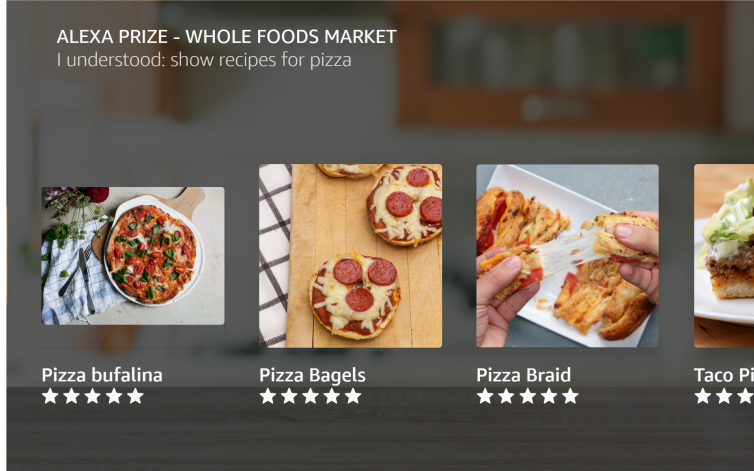 ALEXA PRIZE - WHOLE FOODS MARKET
I understood: show recipes for pizza
Pizza bufalina
Pizza Bagels
Pizza Braid
Taco Pi